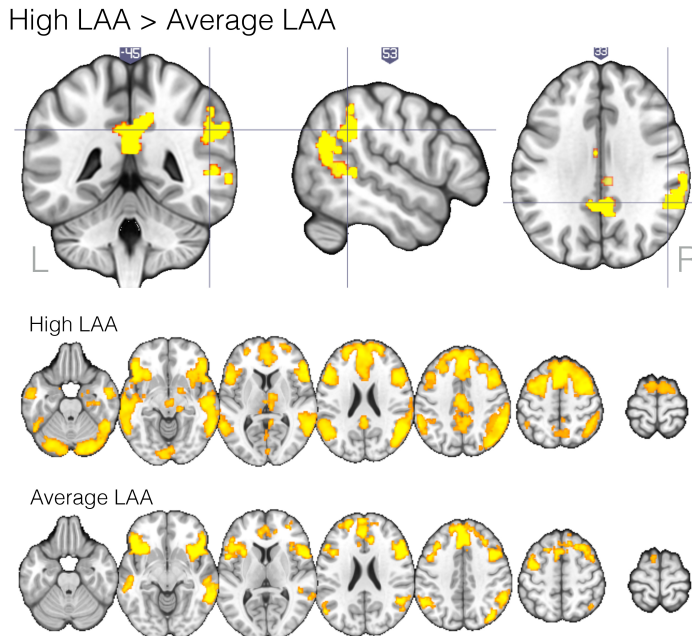 High LAA > Average LAA
-45 53 33
L R
High LAA
Average LAA